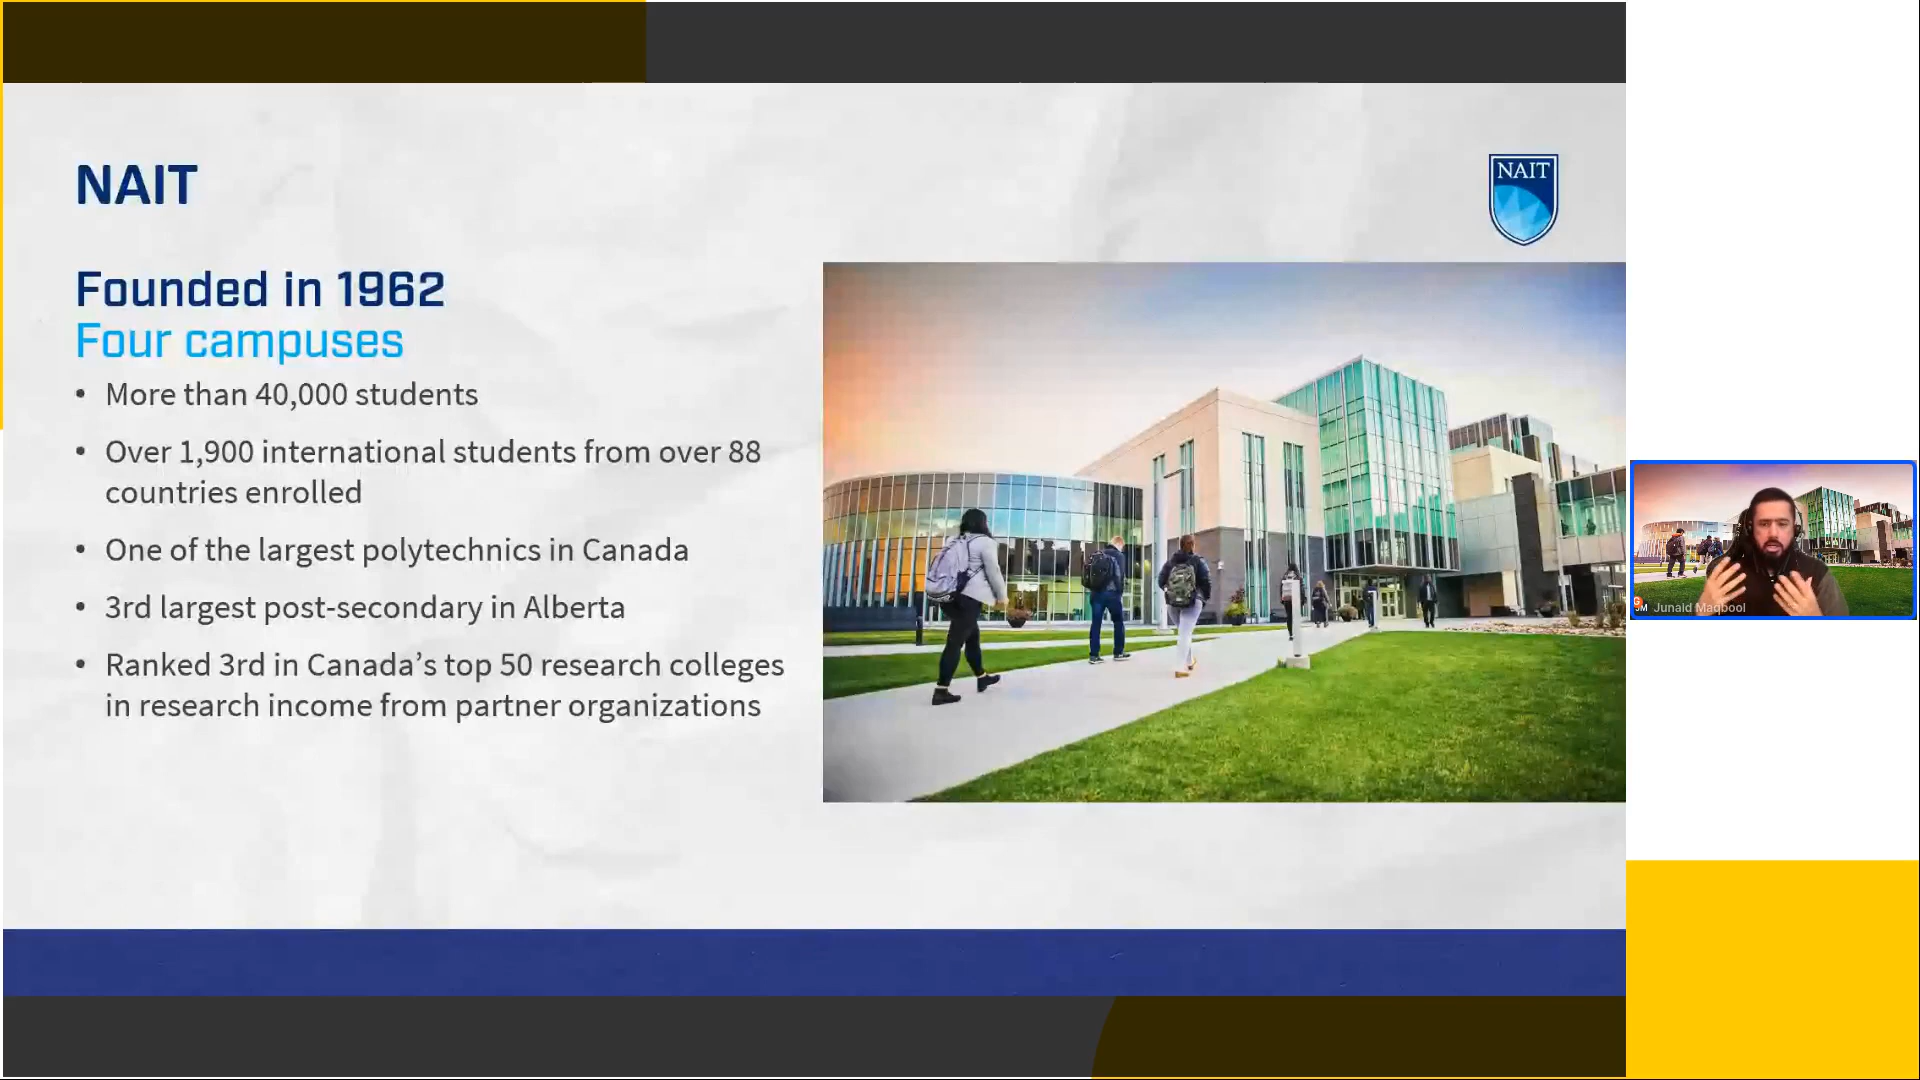 NAIT
NAIT
Founded in 1962
Four campuses
• More than 40,000 students
• Over 1,900 international students from over 88
countries enrolled
• One of the largest polytechnics in Canada
• 3rd largest post-secondary in Alberta
• Ranked 3rd in Canada’s top 50 research colleges
in research income from partner organizations
JM Junaid Maqbool